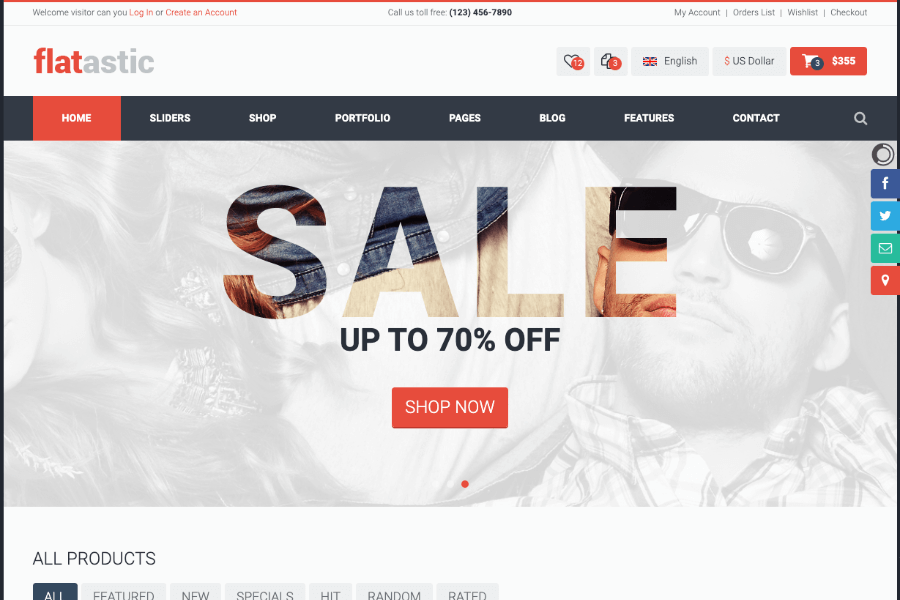 Welcome visitor can you Log In or Create an Account
Call us toll free: (123) 456-7890
My Account | Orders List | Wishlist | Checkout
flatastic
12
3
English
$ US Dollar
3
$355
HOME
SLIDERS
SHOP
PORTFOLIO
PAGES
BLOG
FEATURES
CONTACT
SALE
UP TO 70% OFF
SHOP NOW
ALL PRODUCTS
ALL
FEATURED
NEW
SPECIALS
HIT
RANDOM
RATED